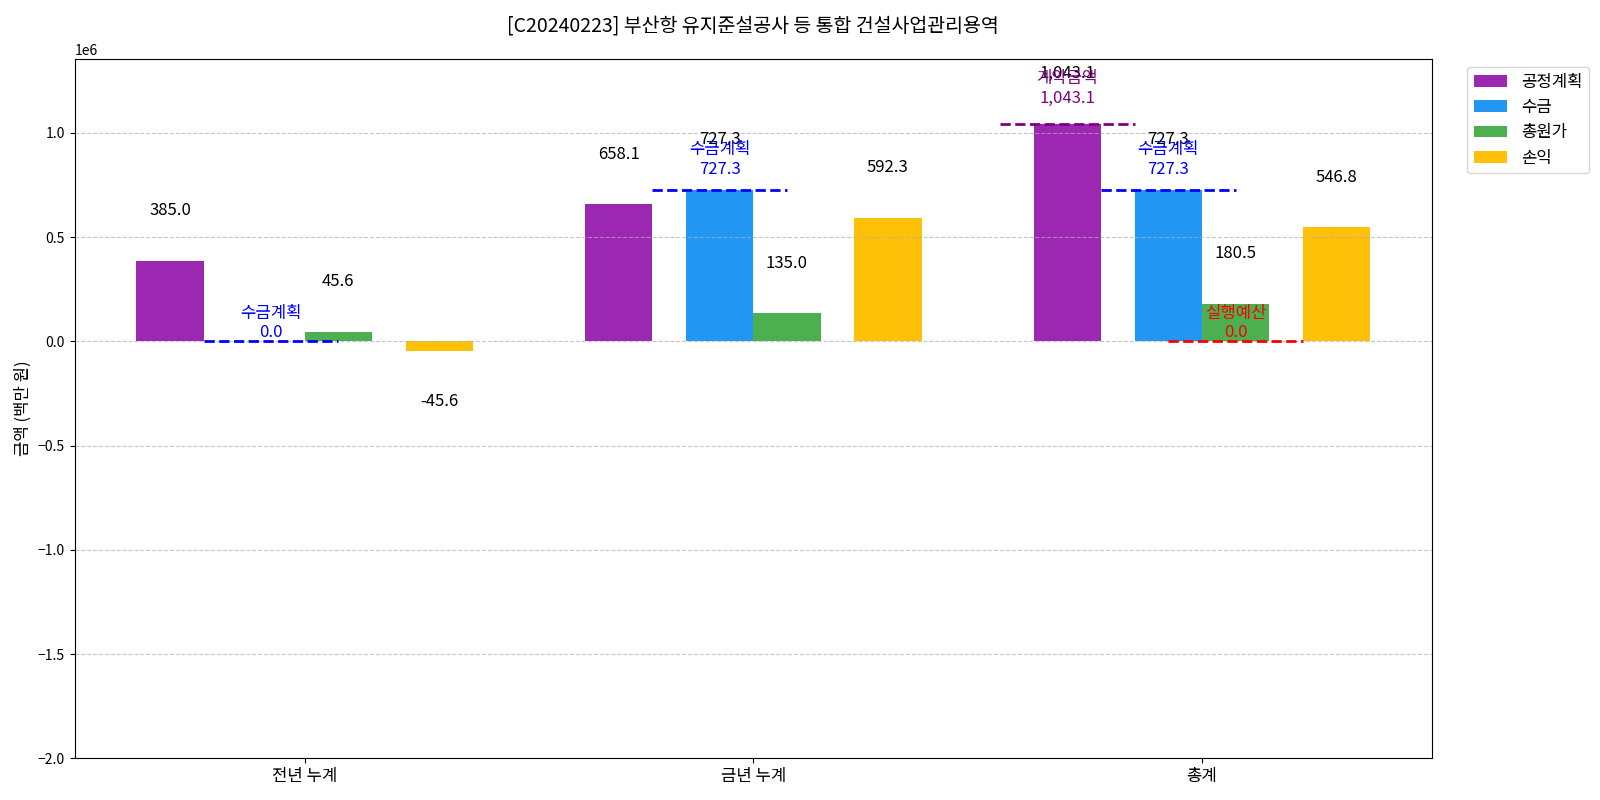 [C20240223] 부산항 유지준설공사 등 통합 건설사업관리용역
1e6
1.0
0.5
0.0
−0.5
−1.0
−1.5
−2.0
금액 (백만 원)
385.0
수금계획
0.0
45.6
-45.6
658.1
727.3
수금계획
727.3
135.0
592.3
1,043.1
계약금액
1,043.1
727.3
수금계획
727.3
180.5
실행예산
0.0
546.8
전년 누계
금년 누계
총계
공정계획
수금
총원가
손익